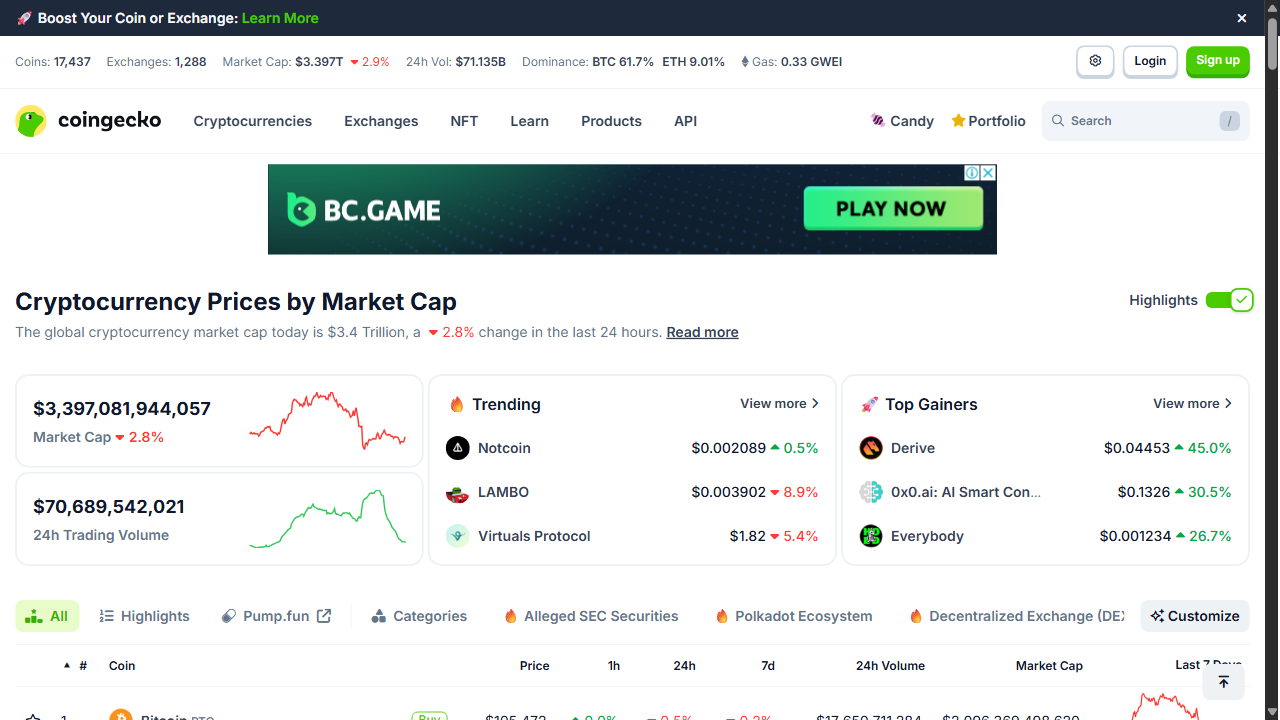 🚀 Boost Your Coin or Exchange: Learn More
Coins: 17,437 Exchanges: 1,288 Market Cap: $3.397T 2.9% 24h Vol: $71.135B Dominance: BTC 61.7% ETH 9.01% Gas: 0.33 GWEI
Login Sign up
coingecko Cryptocurrencies Exchanges NFT Learn Products API Candy Portfolio Search /
BC.GAME PLAY NOW
Cryptocurrency Prices by Market Cap
Highlights
The global cryptocurrency market cap today is $3.4 Trillion, a 2.8% change in the last 24 hours. Read more
$3,397,081,944,057
Market Cap 2.8%
$70,689,542,021
24h Trading Volume
Trending View more
Notcoin $0.002089 0.5%
LAMBO $0.003902 8.9%
Virtuals Protocol $1.82 5.4%
Top Gainers View more
Derive $0.04453 45.0%
0x0.ai: AI Smart Con... $0.1326 30.5%
Everybody $0.001234 26.7%
All Highlights Pump.fun Categories Alleged SEC Securities Polkadot Ecosystem Decentralized Exchange (DEX Customize
# Coin Price 1h 24h 7d 24h Volume Market Cap Last 7 Days
1 Bitcoin BTC Buy $105,472 0.0% 0.5%